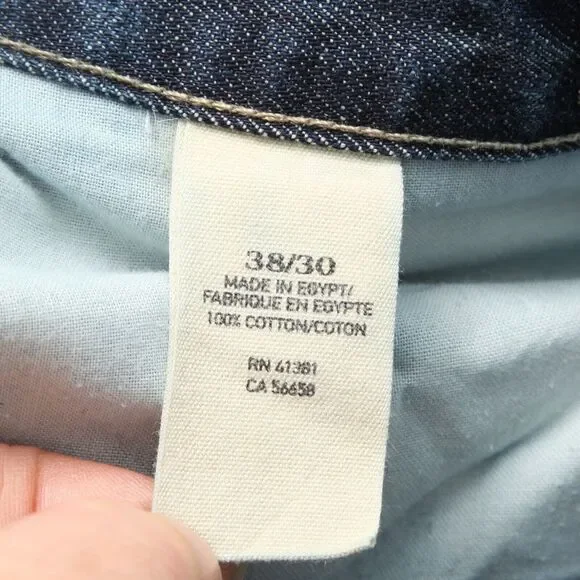 38/30
MADE IN EGYPT/
FABRIQUE EN EGYPTE
100% COTTON/COTON
RN 41381
CA 56658